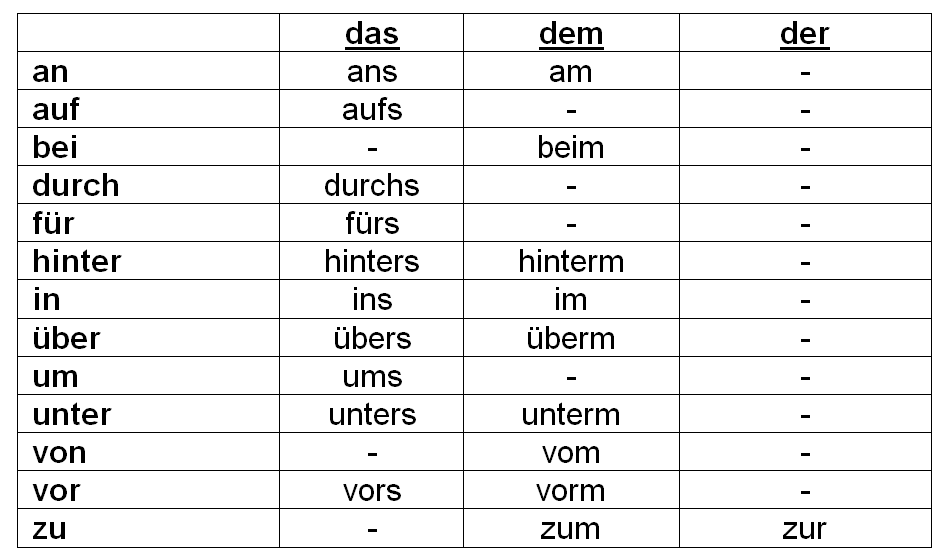 das dem der
an ans am -
auf aufs - -
bei - beim -
durch durchs - -
für fürs - -
hinter hinters hinterm -
in ins im -
über übers überm -
um ums - -
unter unters unterm -
von - vom -
vor vors vorm -
zu - zum zur